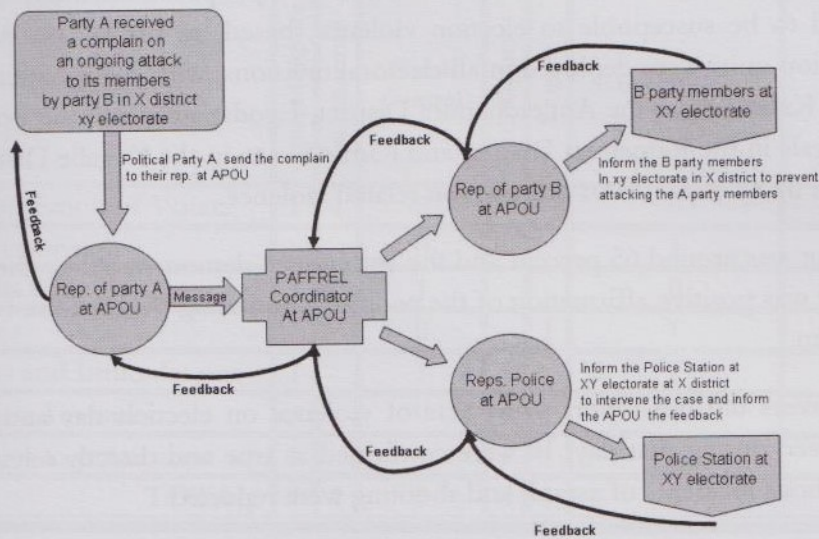 Party A received
a complain on
an ongoing attack
to its members
by party B in X district
xy electorate
Feedback
B party members at
XY electorate
Feedback
Political Party A send the complain
to their rep. at APOU
Rep. of party B
at APOU
Inform the B party members
In xy electorate in X district to prevent
attacking the A party members
Feedback
Rep. of party A
at APOU
Message
PAFFREL
Coordinator
At APOU
Feedback
Feedback
Reps. Police
at APOU
Inform the Police Station at
XY electorate at X district
to intervene the case and inform
the APOU the feedback
Police Station at
XY electorate
Feedback